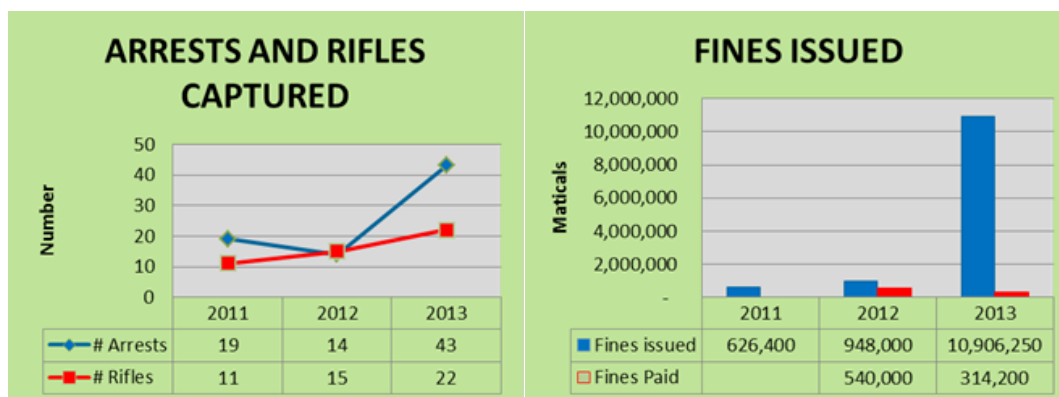 ARRESTS AND RIFLES
CAPTURED
Number
50
40
30
20
10
0
2011 2012 2013
# Arrests 19 14 43
# Rifles 11 15 22
FINES ISSUED
Maticals
12,000,000
10,000,000
8,000,000
6,000,000
4,000,000
2,000,000
-
2011 2012 2013
Fines issued 626,400 948,000 10,906,250
Fines Paid 540,000 314,200